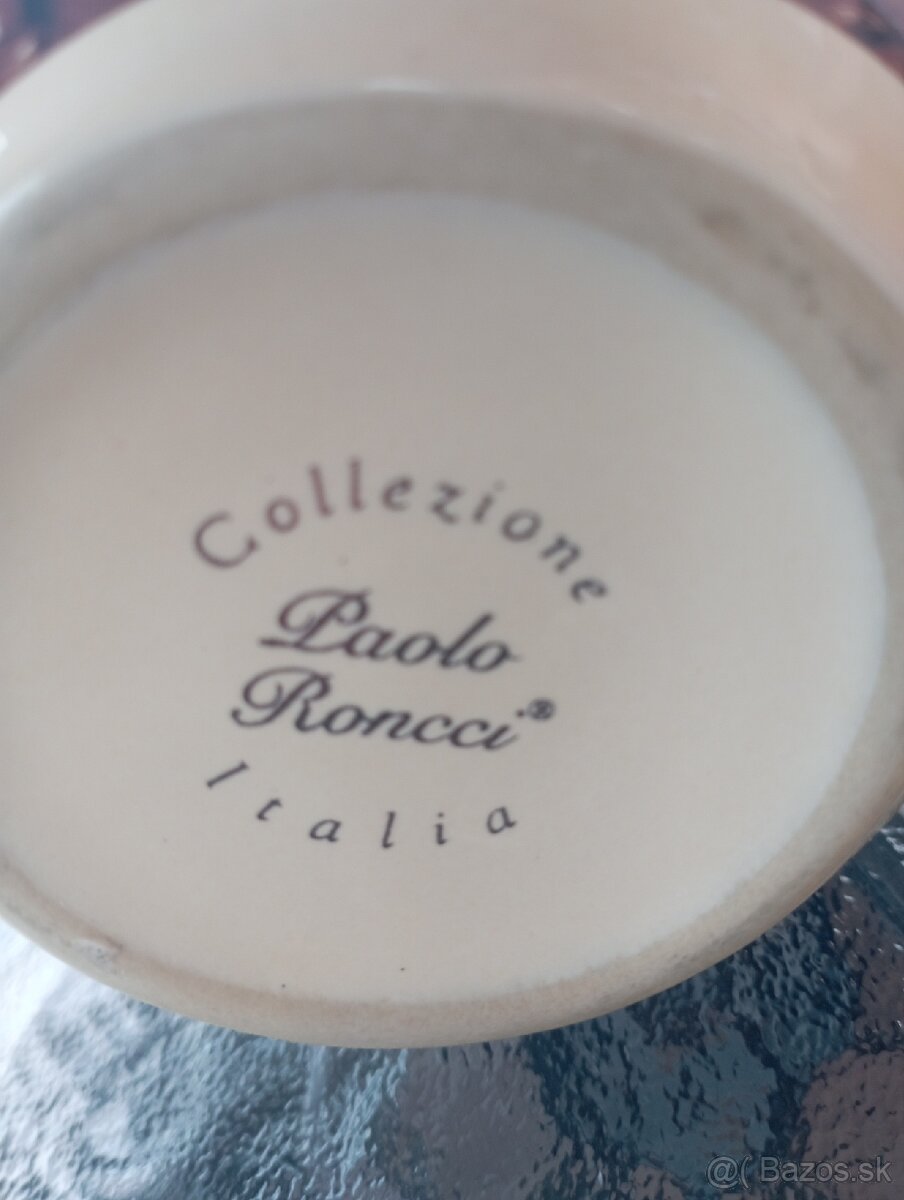 Collezione
Paolo
Roncci®
Italia
@( Bazos.sk